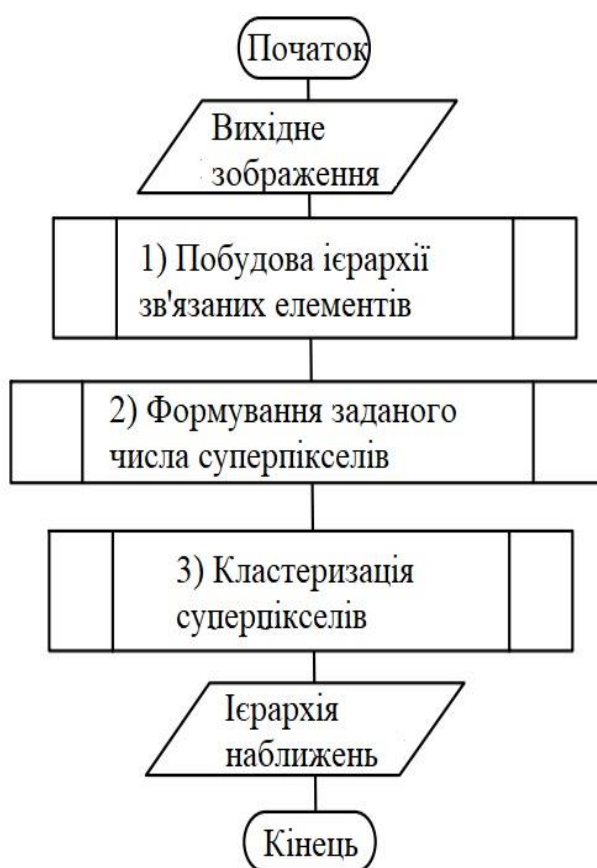 Початок
Вихідне
зображення
1) Побудова ієрархії
зв'язаних елементів
2) Формування заданого
числа суперпікселів
3) Кластеризація
суперпікселів
Ієрархія
наближень
Кінець